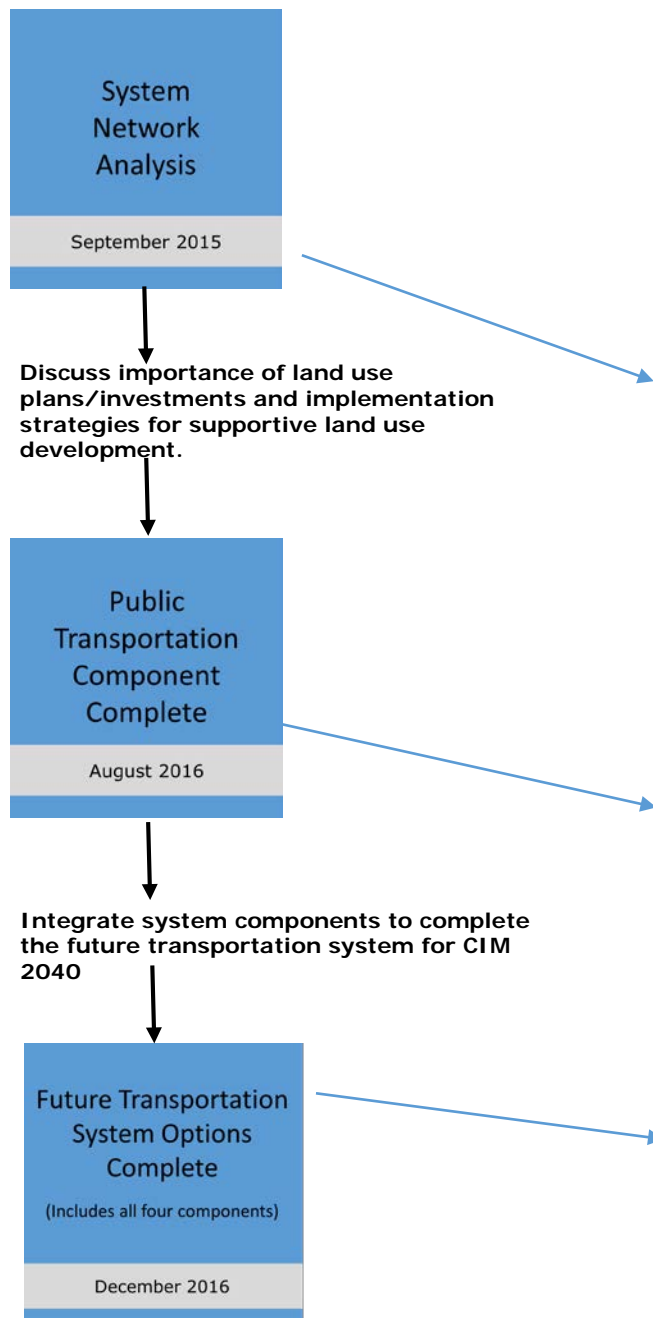 System
Network
Analysis
September 2015
Discuss importance of land use
plans/investments and implementation
strategies for supportive land use
development.
Public
Transportation
Component
Complete
August 2016
Integrate system components to complete
the future transportation system for CIM
2040
Future Transportation
System Options
Complete
(Includes all four components)
December 2016